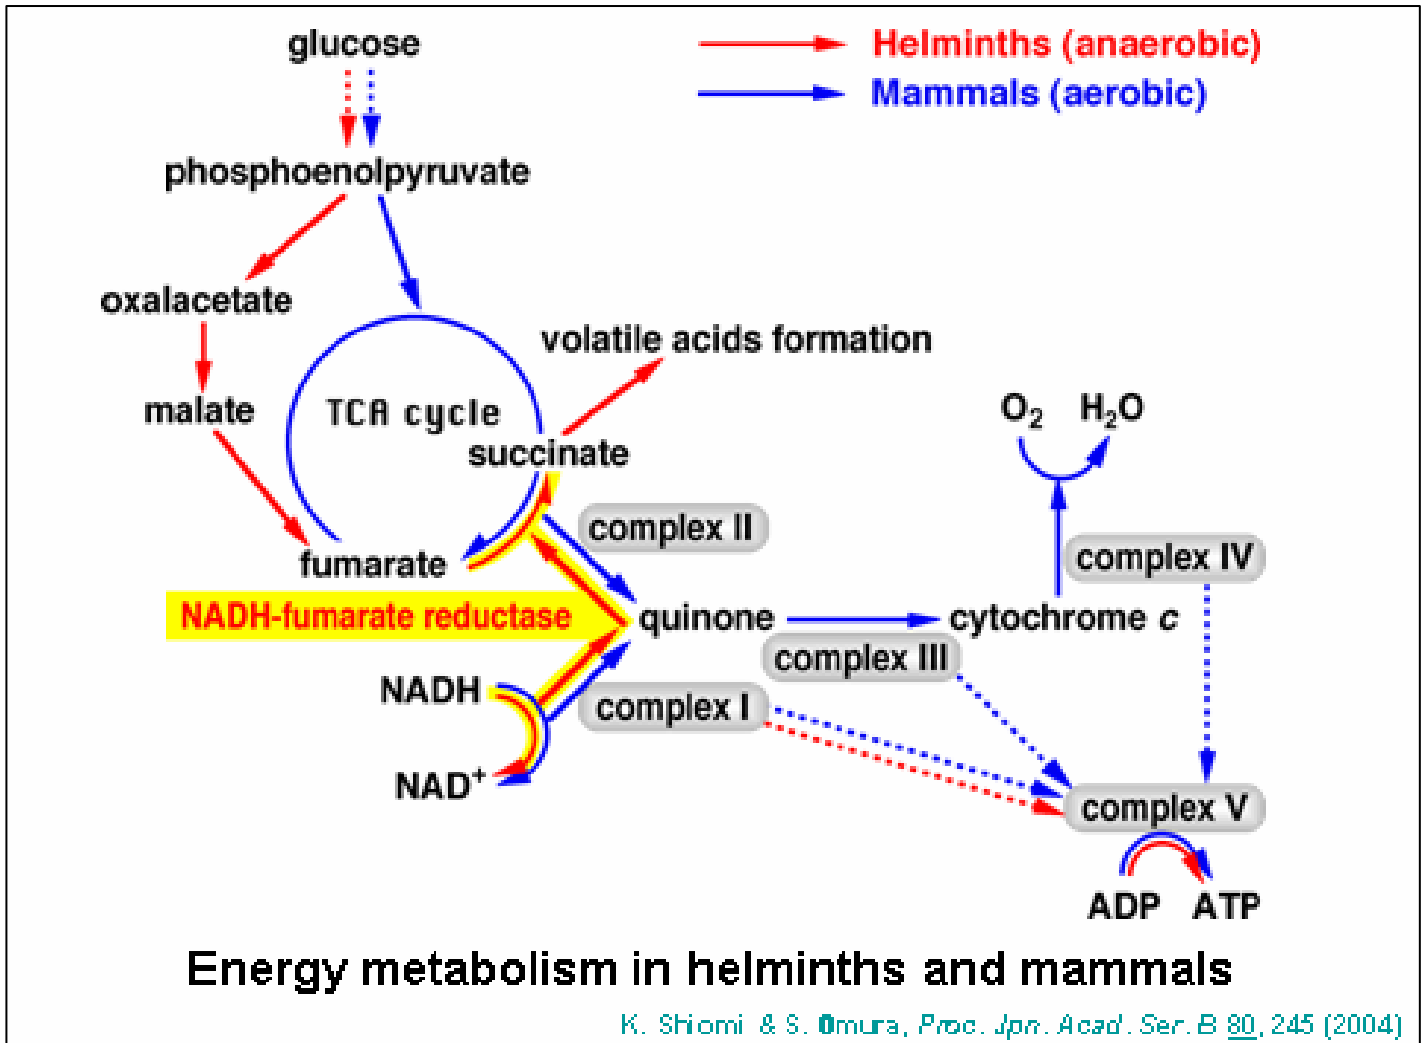 glucose
Helminths (anaerobic)
Mammals (aerobic)
phosphoenolpyruvate
oxalacetate
volatile acids formation
malate
TCA cycle
O₂ H₂O
succinate
complex II
complex IV
fumarate
NADH-fumarate reductase
quinone
cytochrome c
complex III
NADH
complex I
NAD⁺
complex V
ADP ATP
Energy metabolism in helminths and mammals
K. Shiomi & S. Ōmura, Proc. Jpn. Acad. Ser. B 80, 245 (2004)